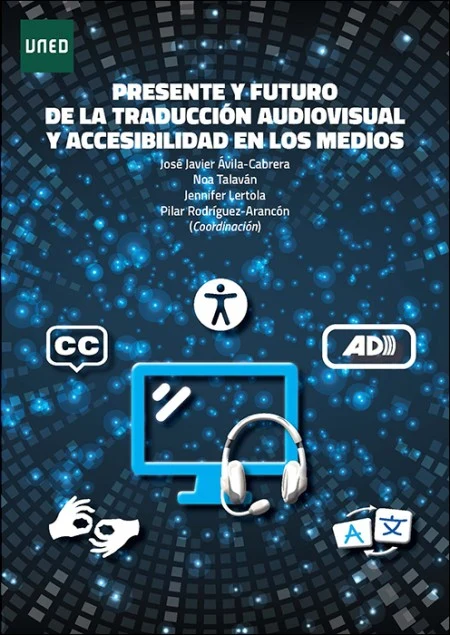 UNED
PRESENTE Y FUTURO
DE LA TRADUCCIÓN AUDIOVISUAL
Y ACCESIBILIDAD EN LOS MEDIOS
José Javier Ávila-Cabrera
Noa Talaván
Jennifer Lertola
Pilar Rodríguez-Arancón
(Coordinación)
CC
AD)))
A 文